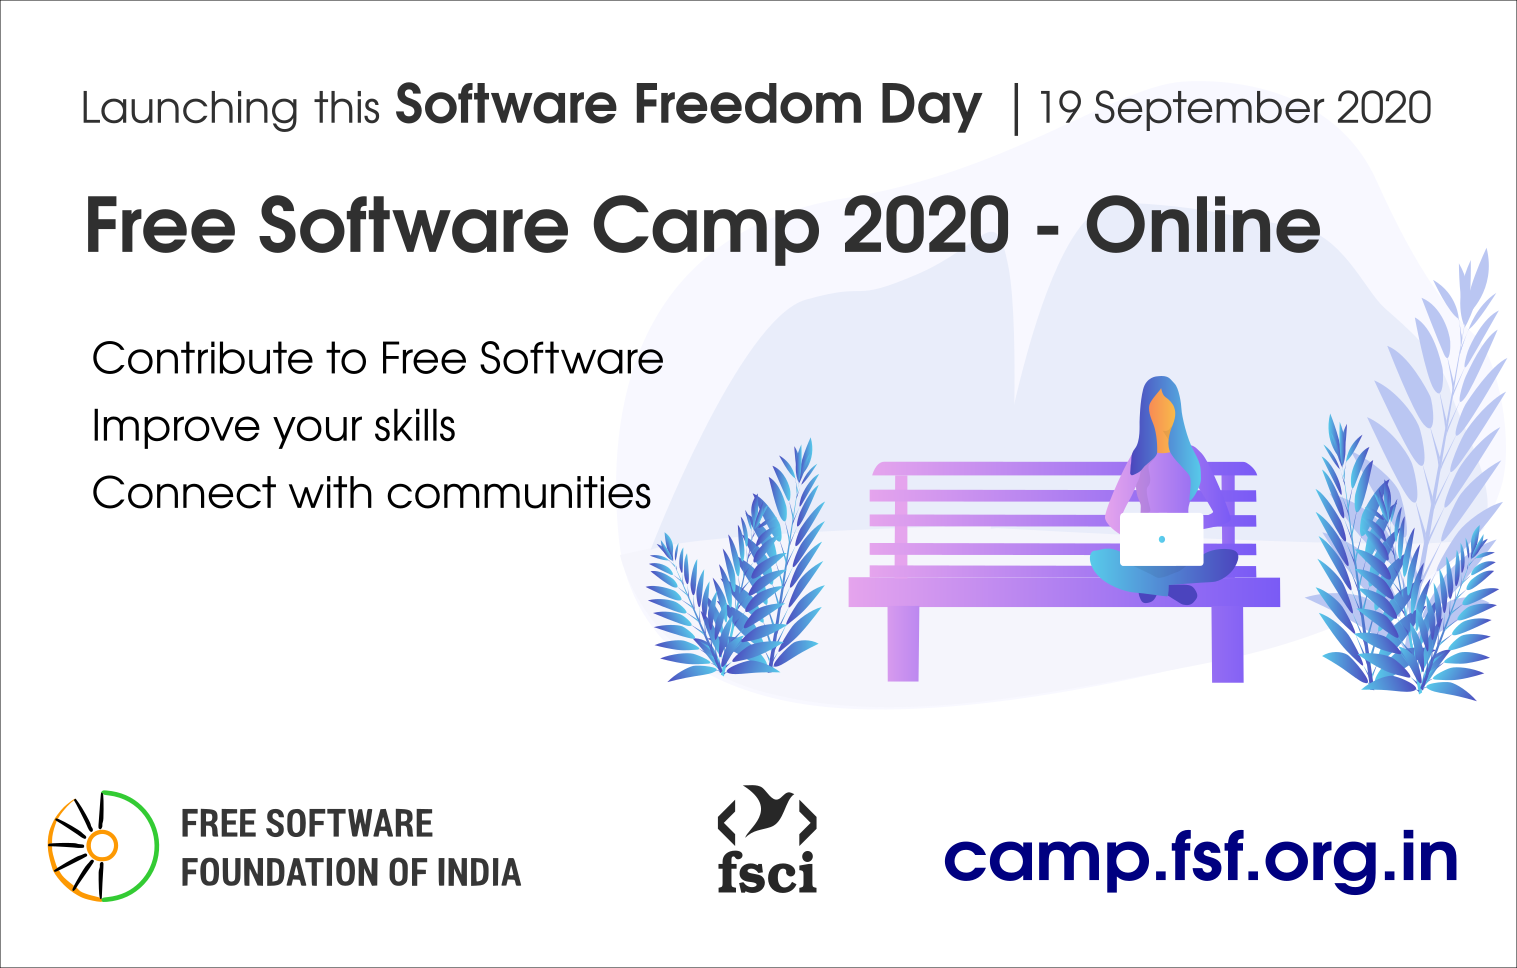 Launching this Software Freedom Day | 19 September 2020
Free Software Camp 2020 - Online
Contribute to Free Software
Improve your skills
Connect with communities
FREE SOFTWARE
FOUNDATION OF INDIA
fsci
camp.fsf.org.in